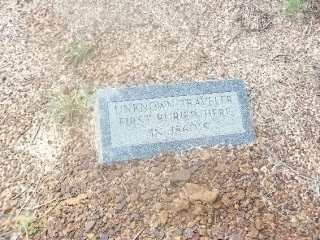 UNKNOWN TRAVELER
FIRST BURIED HERE
IN 1860'S